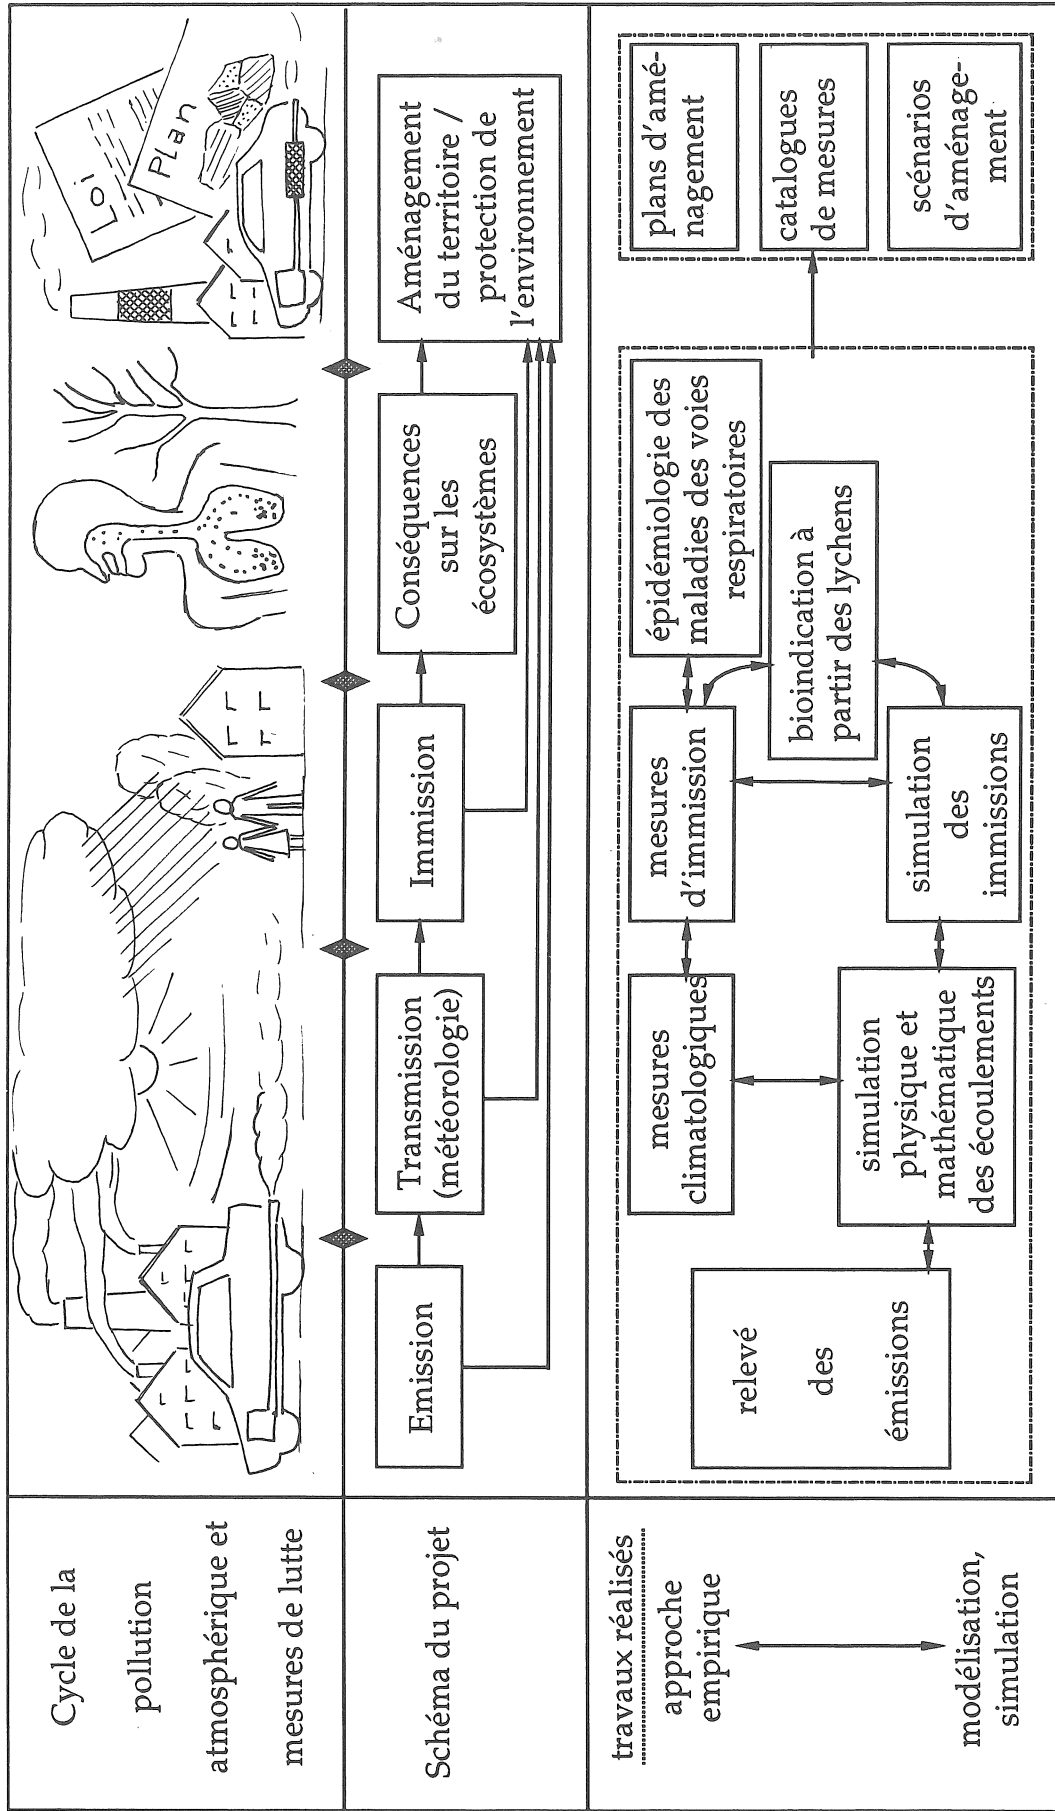 Cycle de la
pollution
atmosphérique et
mesures de lutte
Loi
Plan
Schéma du projet
Emission
Transmission
(météorologie)
Immission
Conséquences
sur les
écosystèmes
Aménagement
du territoire /
protection de
l'environnement
travaux réalisés
approche
empirique
modélisation,
simulation
relevé
des
émissions
mesures
climatologiques
simulation
physique et
mathématique
des écoulements
mesures
d'immission
simulation
des
immissions
épidémiologie des
maladies des voies
respiratoires
bioindication à
partir des lychens
plans d'amé-
nagement
catalogues
de mesures
scénarios
d'aménage-
ment